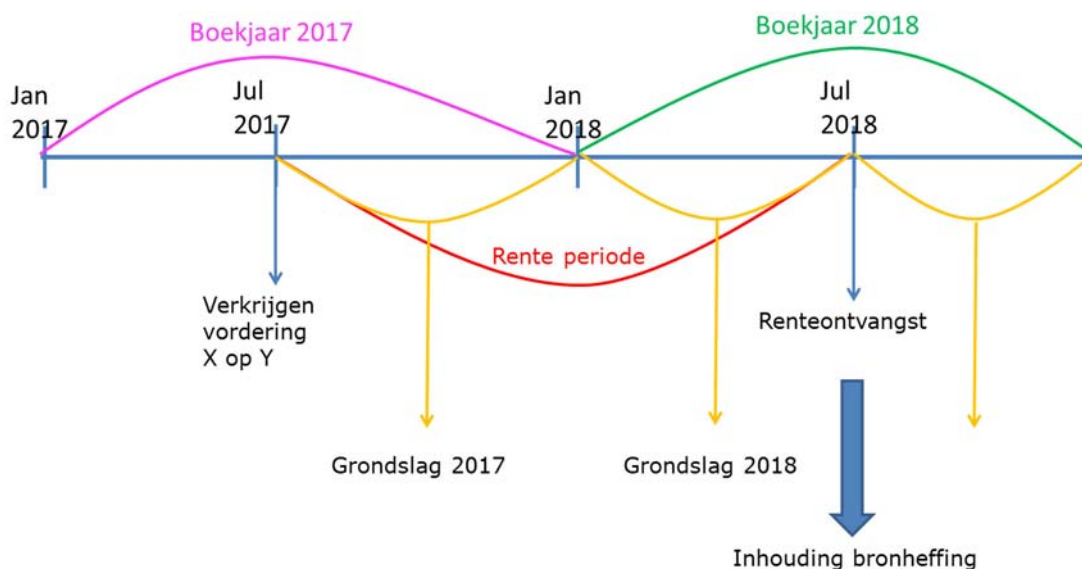 Boekjaar 2017
Boekjaar 2018
Jan
2017
Jul
2017
Jan
2018
Jul
2018
Rente periode
Verkrijgen
vordering
X op Y
Renteontvangst
Grondslag 2017
Grondslag 2018
Inhouding bronheffing